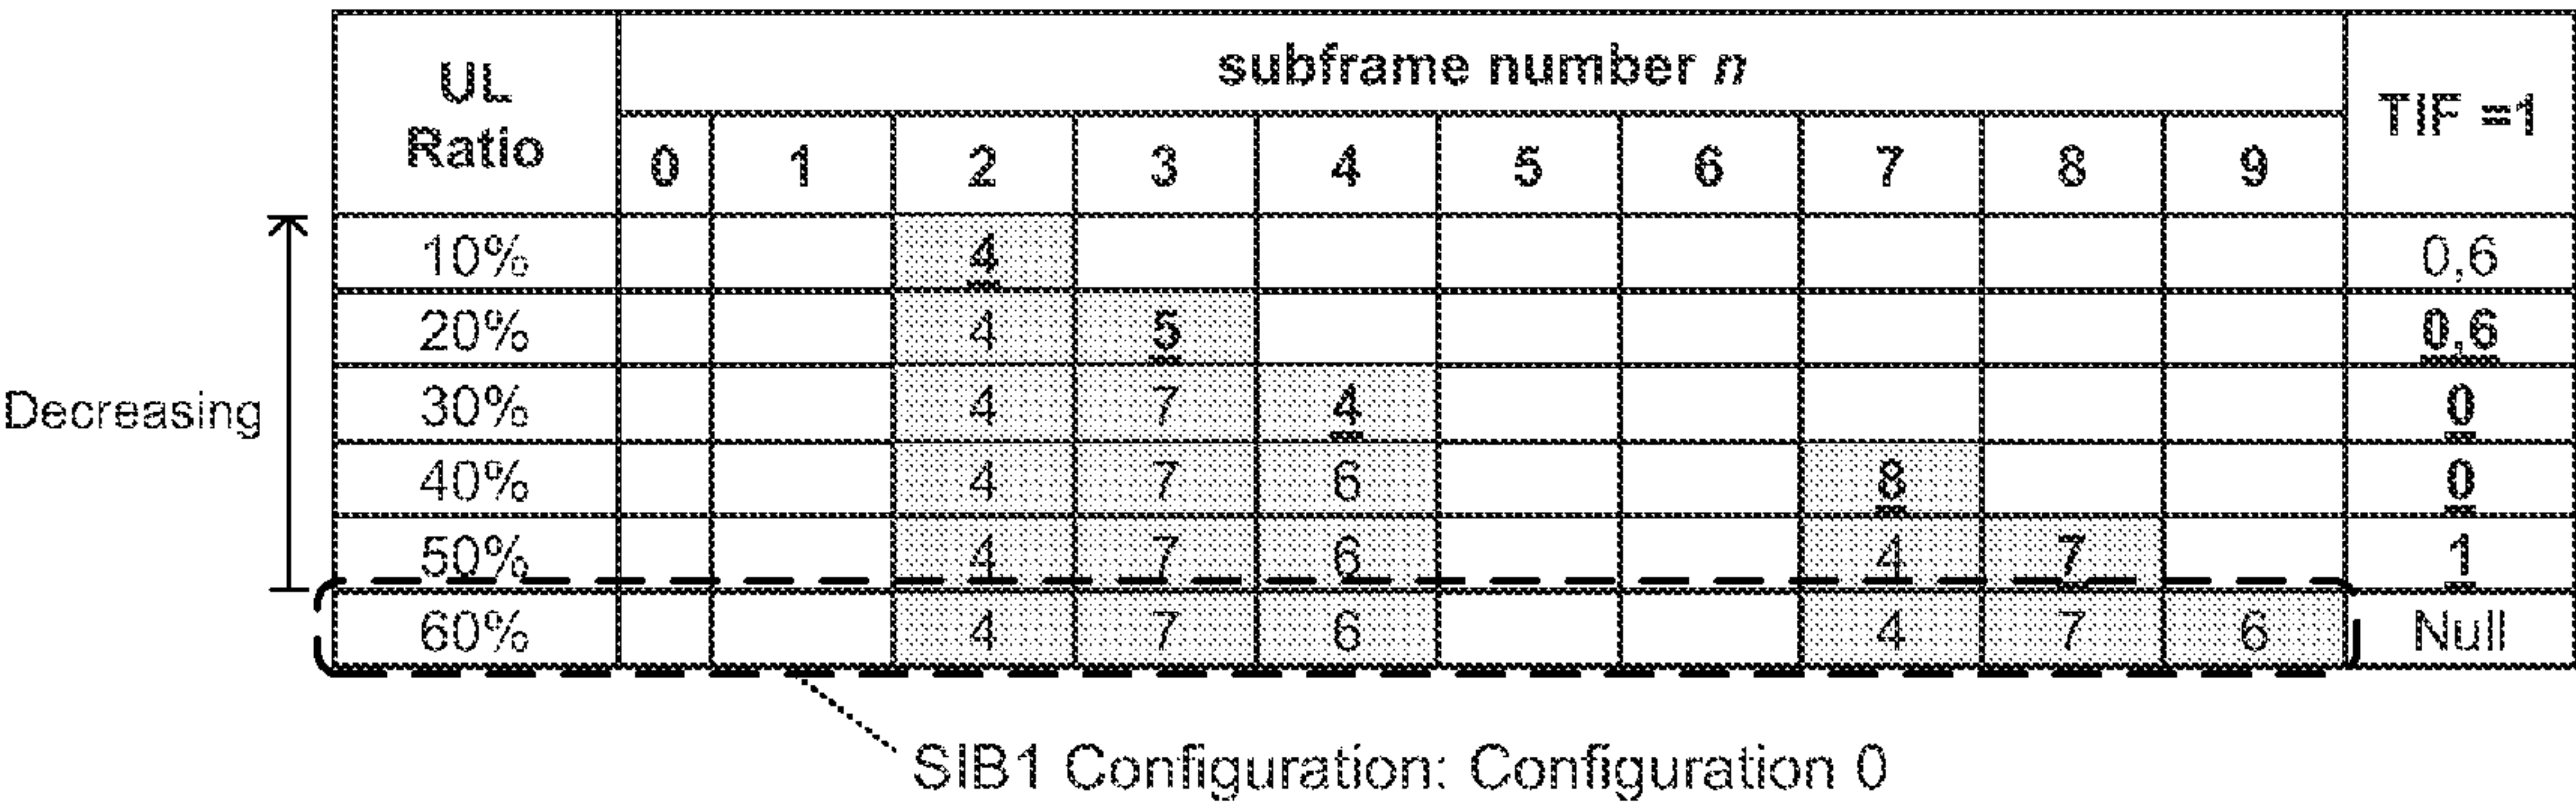 UL Ratio subframe number n TIF =1
0 1 2 3 4 5 6 7 8 9
10% 4 0,6
20% 4 5 0,6
Decreasing 30% 4 7 4 0
40% 4 7 6 8 0
50% 4 7 6 4 7 1
60% 4 7 6 4 7 6 Null
SIB1 Configuration: Configuration 0